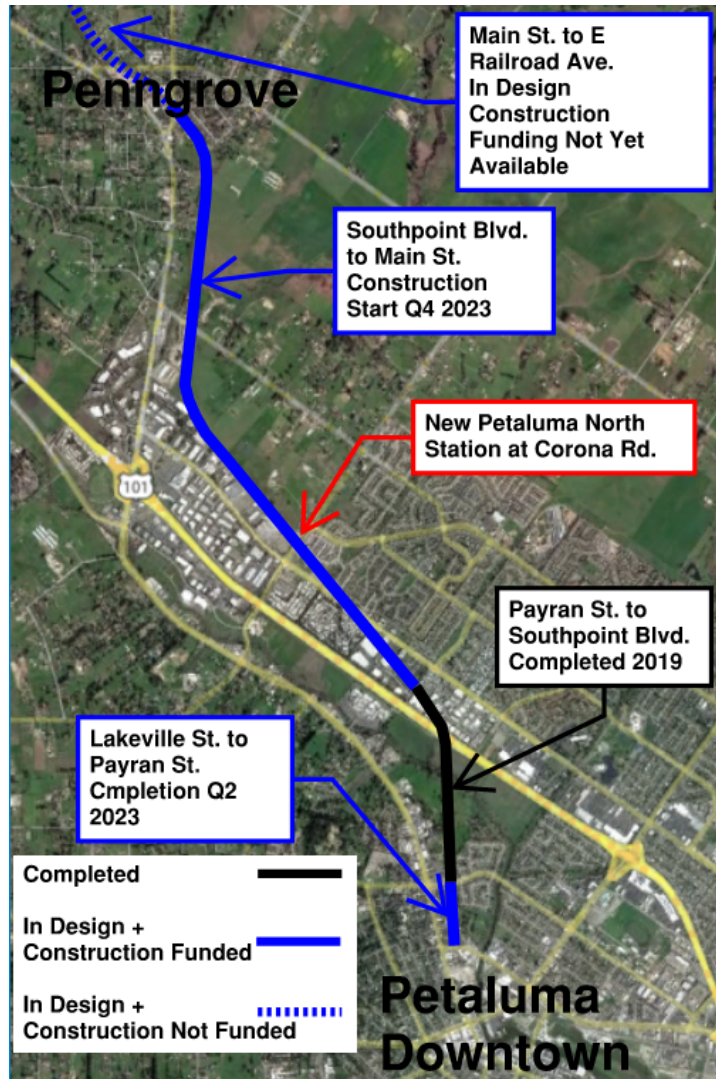 Main St. to E
Railroad Ave.
In Design
Construction
Funding Not Yet
Available
Penngrove
Southpoint Blvd.
to Main St.
Construction
Start Q4 2023
New Petaluma North
Station at Corona Rd.
101
Payran St. to
Southpoint Blvd.
Completed 2019
Lakeville St. to
Payran St.
Cmpletion Q2
2023
Completed
In Design +
Construction Funded
In Design +
Construction Not Funded
Petaluma
Downtown